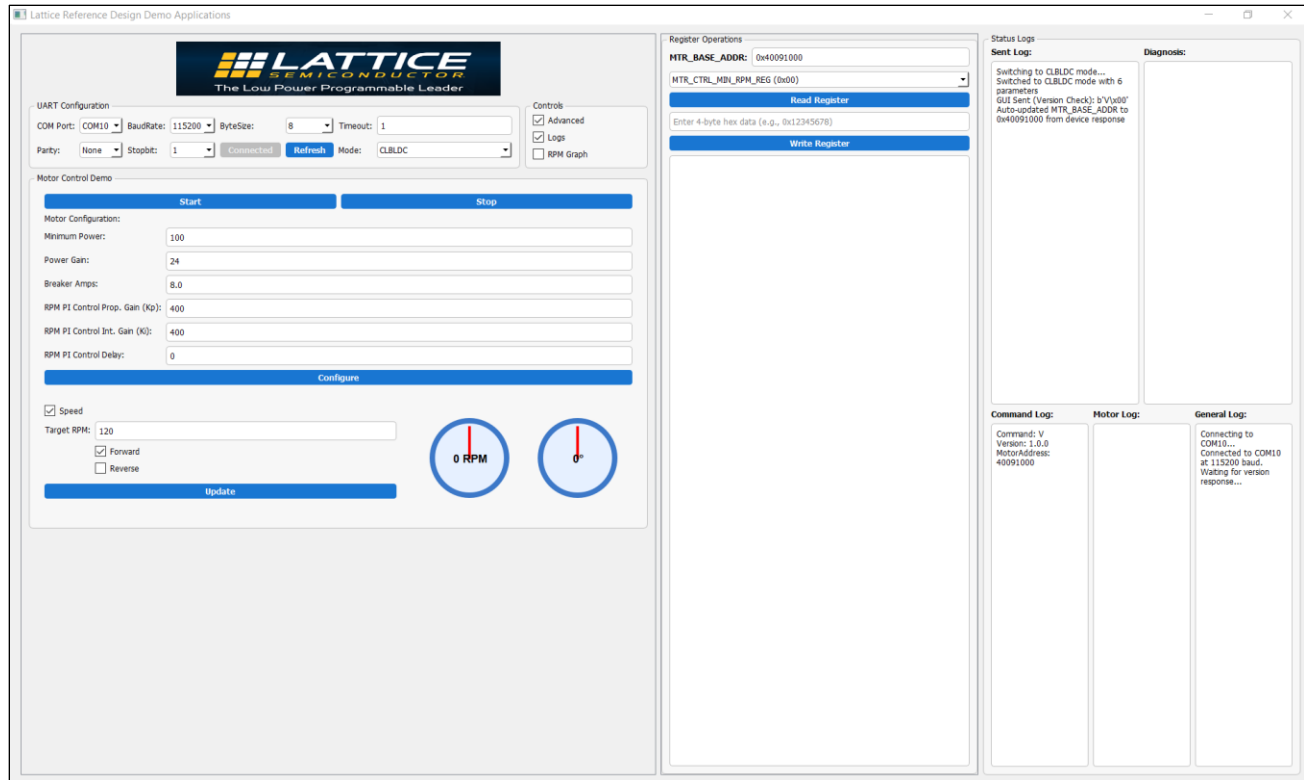 Lattice Reference Design Demo Applications
LATTICE
SEMICONDUCTOR
The Low Power Programmable Leader
UART Configuration
COM Port: COM10 BaudRate: 115200 ByteSize: 8 Timeout: 1
Parity: None Stopbit: 1 Connected Refresh Mode: CLBLDC
Controls
Advanced
Logs
RPM Graph
Motor Control Demo
Start Stop
Motor Configuration:
Minimum Power: 100
Power Gain: 24
Breaker Amps: 8.0
RPM PI Control Prop. Gain (Kp): 400
RPM PI Control Int. Gain (Ki): 400
RPM PI Control Delay: 0
Configure
Speed
Target RPM: 120
Forward
Reverse
Update
0 RPM
0°
Register Operations
MTR_BASE_ADDR: 0x40091000
MTR_CTRL_MIN_RPM_REG (0x00)
Read Register
Enter 4-byte hex data (e.g., 0x12345678)
Write Register
Status Logs
Sent Log:
Switching to CLBLDC mode...
Switched to CLBLDC mode with 6
parameters
GUI Sent (Version Check): b'V\x00'
Auto-updated MTR_BASE_ADDR to
0x40091000 from device response
Diagnosis:
Command Log:
Command: V
Version: 1.0.0
MotorAddress:
40091000
Motor Log:
General Log:
Connecting to
COM10...
Connected to COM10
at 115200 baud.
Waiting for version
response...